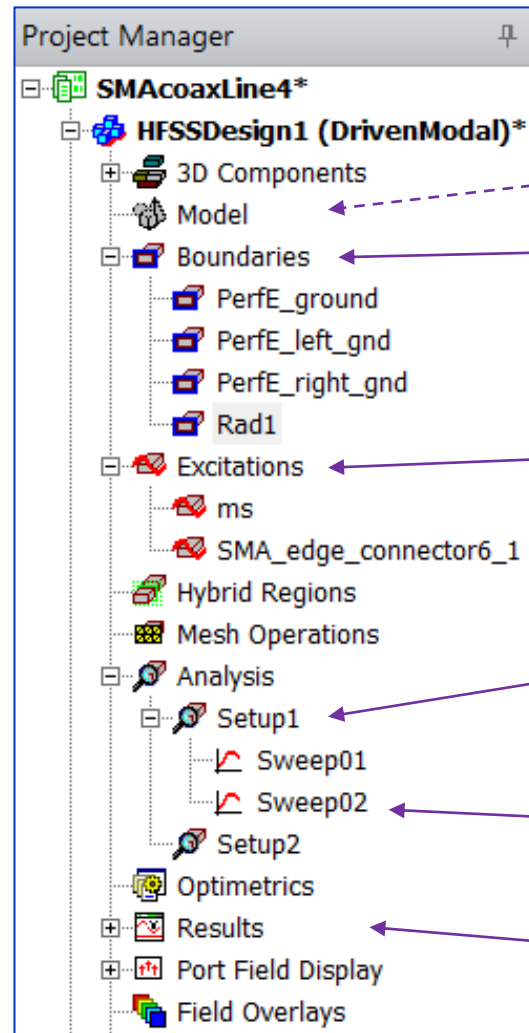 Project Manager
SMAcoaxLine4*
HFSSDesign1 (DrivenModal)*
3D Components
Model
Boundaries
PerfE_ground
PerfE_left_gnd
PerfE_right_gnd
Rad1
Excitations
ms
SMA_edge_connector6_1
Hybrid Regions
Mesh Operations
Analysis
Setup1
Sweep01
Sweep02
Setup2
Optimetrics
Results
Port Field Display
Field Overlays